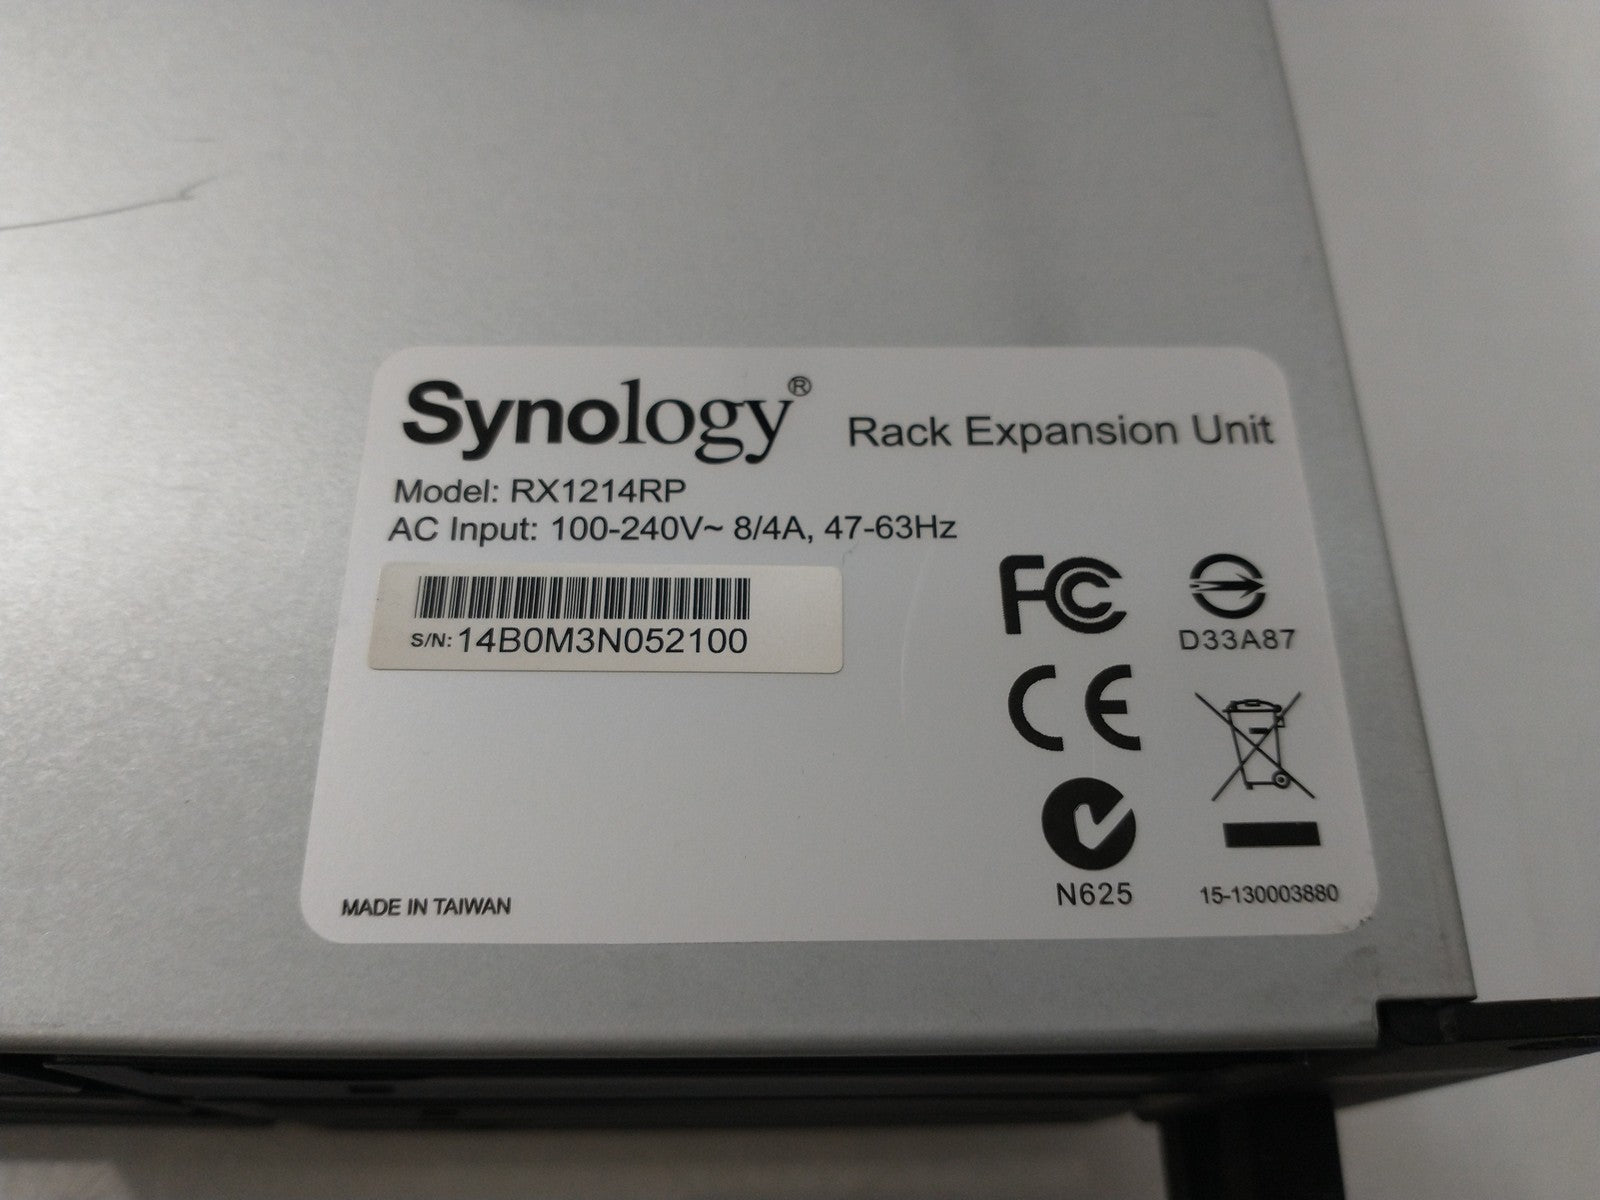 Synology® Rack Expansion Unit
Model: RX1214RP
AC Input: 100-240V~ 8/4A, 47-63Hz
S/N: 14B0M3N052100
FC
D33A87
CE
N625
15-130003880
MADE IN TAIWAN